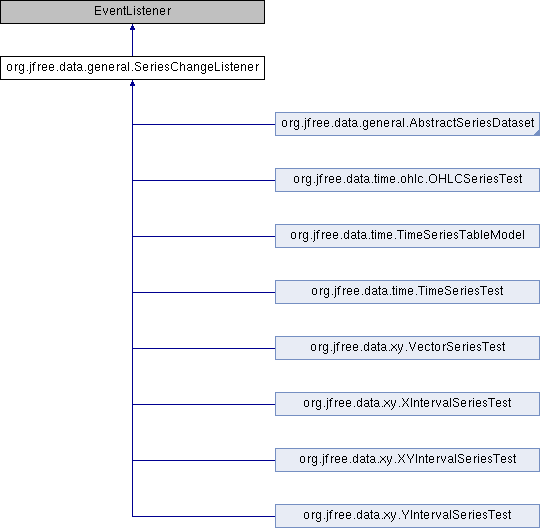 EventListener
org.jfree.data.general.SeriesChangeListener
org.jfree.data.general.AbstractSeriesDataset
org.jfree.data.time.ohlc.OHLCSeriesTest
org.jfree.data.time.TimeSeriesTableModel
org.jfree.data.time.TimeSeriesTest
org.jfree.data.xy.VectorSeriesTest
org.jfree.data.xy.XIntervalSeriesTest
org.jfree.data.xy.XYIntervalSeriesTest
org.jfree.data.xy.YIntervalSeriesTest